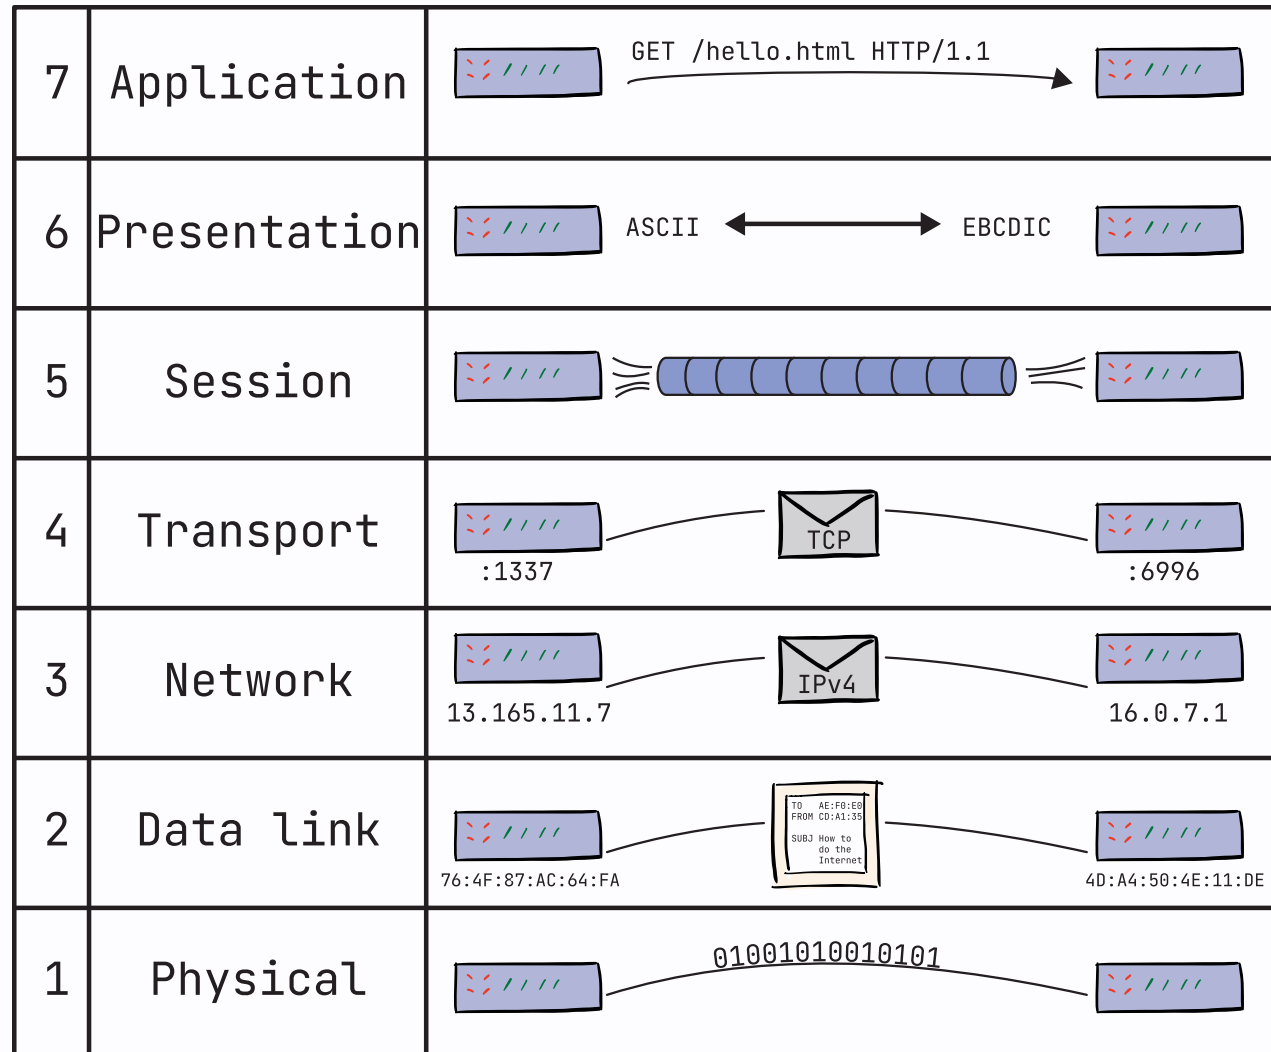 7 Application
GET /hello.html HTTP/1.1
6 Presentation
ASCII EBCDIC
5 Session
4 Transport
TCP
:1337 :6996
3 Network
IPv4
13.165.11.7 16.0.7.1
2 Data link
TO AE:F0:E0
FROM CD:A1:35
SUBJ How to
do the
Internet
76:4F:87:AC:64:FA 4D:A4:50:4E:11:DE
1 Physical
01001010010101